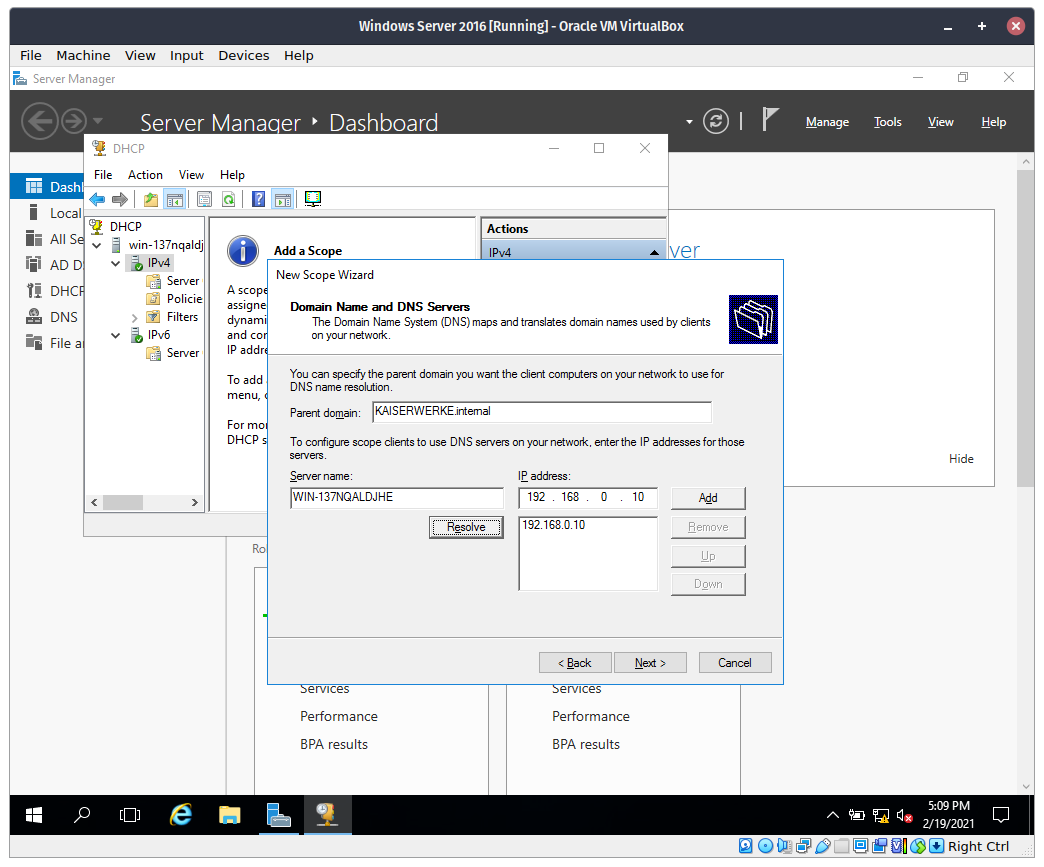 Windows Server 2016 [Running] - Oracle VM VirtualBox
File Machine View Input Devices Help
Server Manager
Server Manager Dashboard
Manage Tools View Help
DHCP
File Action View Help
Dashl
Local
All Se
AD D
DHCP
DNS
File a
DHCP
win-137nqaldj
IPv4
Server
Policie
Filters
IPv6
Server
Add a Scope
A scope
assigne
dynami
and cor
IP addre
To add
menu, c
For mor
DHCP s
Actions
IPv4
ver
Hide
New Scope Wizard
Domain Name and DNS Servers
The Domain Name System (DNS) maps and translates domain names used by clients
on your network.
You can specify the parent domain you want the client computers on your network to use for
DNS name resolution.
Parent domain: KAISERWERKE.internal
To configure scope clients to use DNS servers on your network, enter the IP addresses for those
servers.
Server name: IP address:
WIN-137NQALDJHE 192 . 168 . 0 . 10 Add
Resolve 192.168.0.10 Remove
Up
Down
< Back Next > Cancel
Ro
Services Services
Performance Performance
BPA results BPA results
5:09 PM
2/19/2021
Right Ctrl